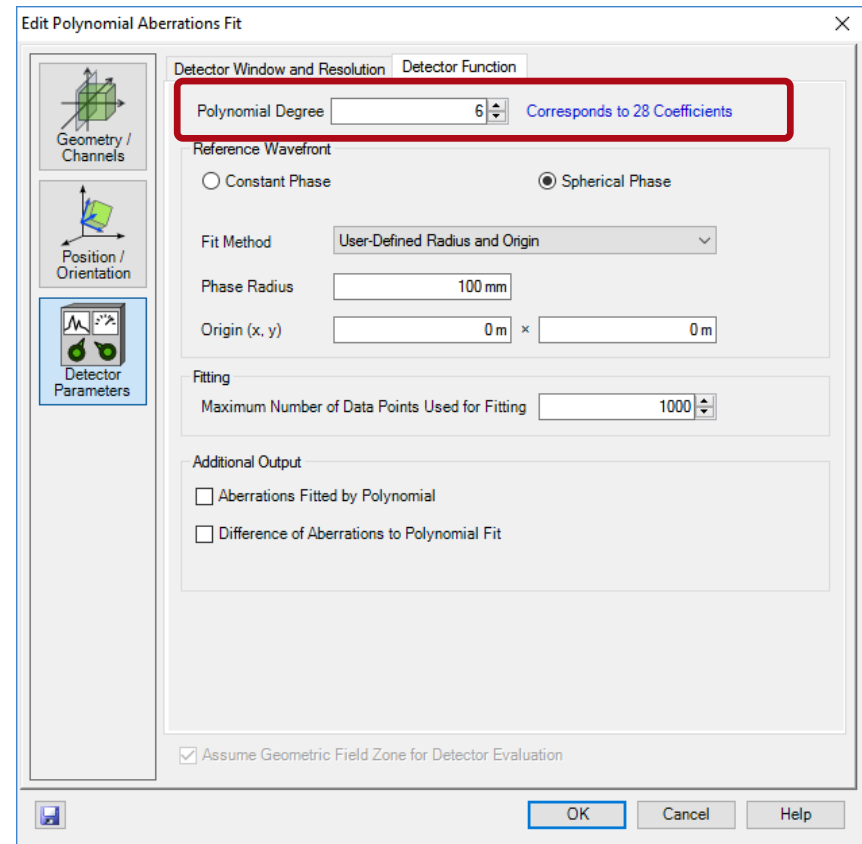 Edit Polynomial Aberrations Fit
Geometry /
Channels
Position /
Orientation
Detector
Parameters
Detector Window and Resolution
Detector Function
Polynomial Degree 6 Corresponds to 28 Coefficients
Reference Wavefront
Constant Phase Spherical Phase
Fit Method User-Defined Radius and Origin
Phase Radius 100 mm
Origin (x, y) 0 m × 0 m
Fitting
Maximum Number of Data Points Used for Fitting 1000
Additional Output
Aberrations Fitted by Polynomial
Difference of Aberrations to Polynomial Fit
Assume Geometric Field Zone for Detector Evaluation
OK Cancel Help